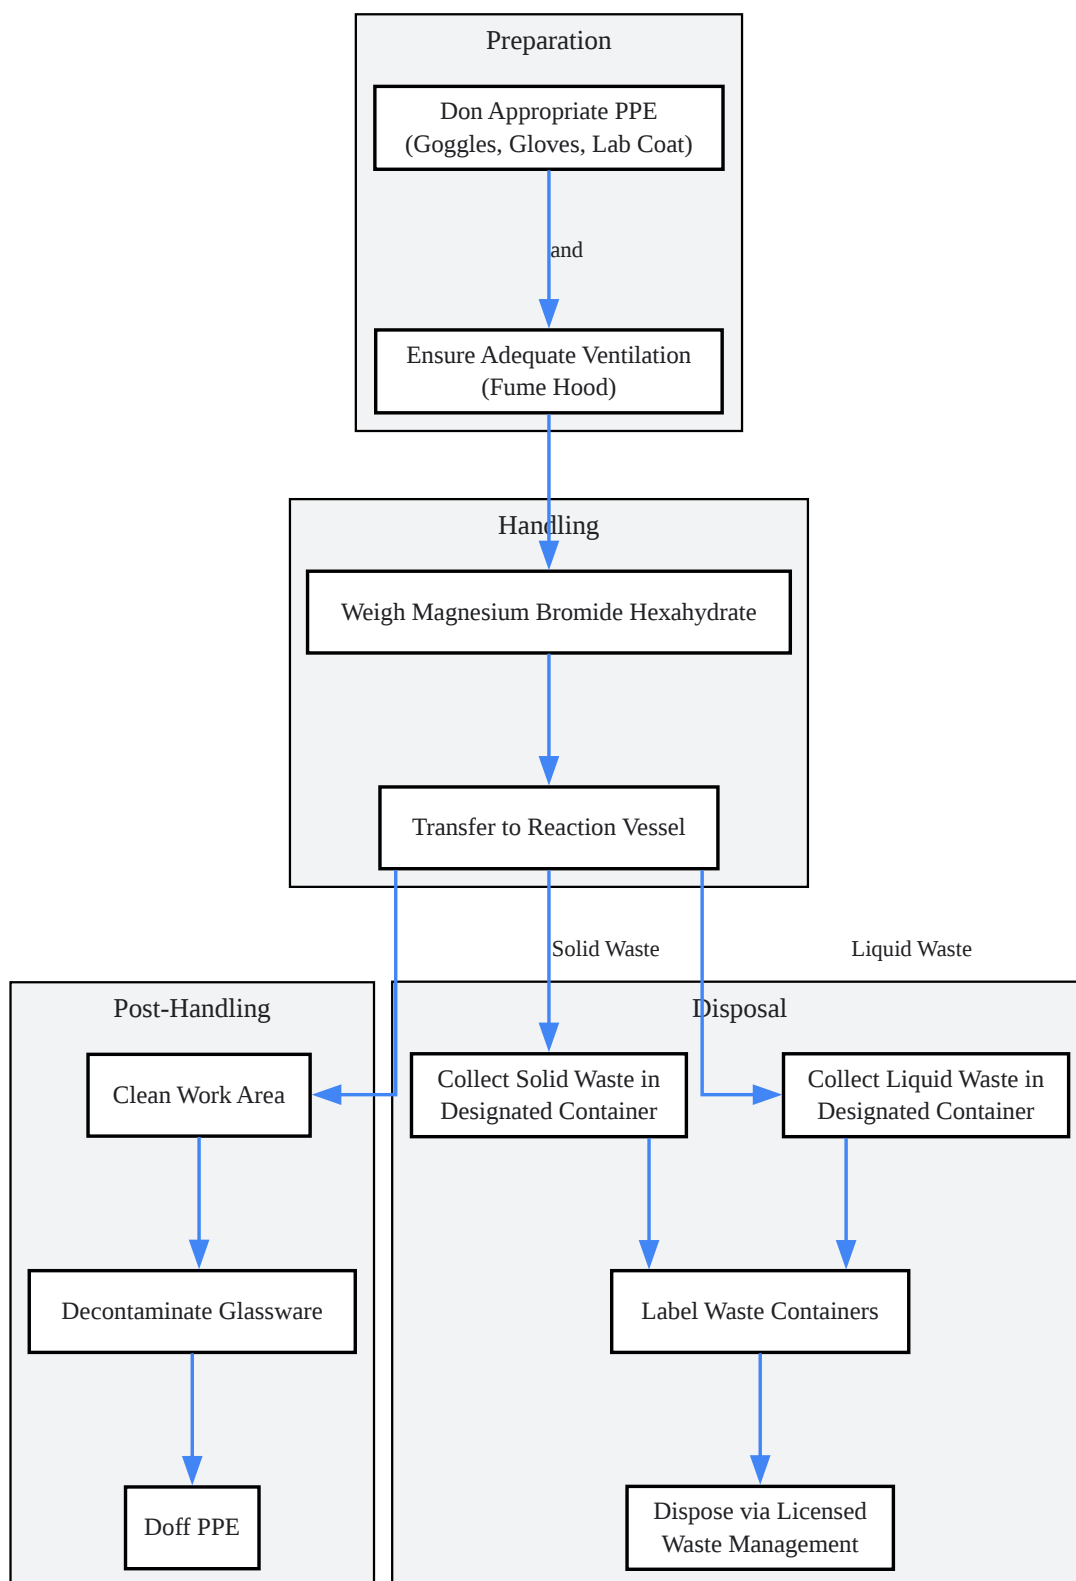 Preparation
Don Appropriate PPE
(Goggles, Gloves, Lab Coat)
and
Ensure Adequate Ventilation
(Fume Hood)
Handling
Weigh Magnesium Bromide Hexahydrate
Transfer to Reaction Vessel
Solid Waste
Liquid Waste
Post-Handling
Clean Work Area
Decontaminate Glassware
Doff PPE
Disposal
Collect Solid Waste in
Designated Container
Collect Liquid Waste in
Designated Container
Label Waste Containers
Dispose via Licensed
Waste Management